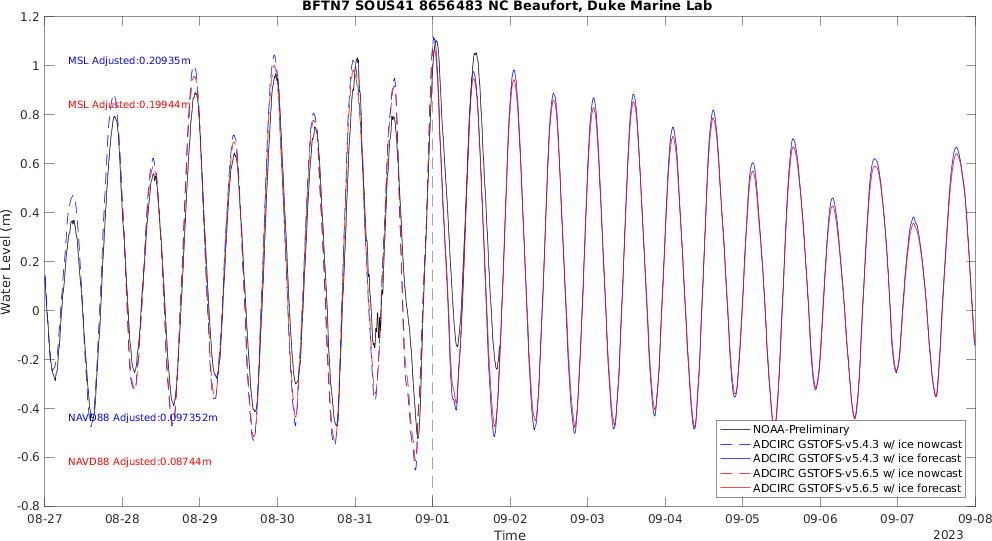 BFTN7 SOUS41 8656483 NC Beaufort, Duke Marine Lab
Water Level (m)
1.2
1
0.8
0.6
0.4
0.2
0
-0.2
-0.4
-0.6
-0.8
MSL Adjusted:0.20935m
MSL Adjusted:0.19944m
NAVD88 Adjusted:0.097352m
NAVD88 Adjusted:0.08744m
NOAA-Preliminary
ADCIRC GSTOFS-v5.4.3 w/ ice nowcast
ADCIRC GSTOFS-v5.4.3 w/ ice forecast
ADCIRC GSTOFS-v5.6.5 w/ ice nowcast
ADCIRC GSTOFS-v5.6.5 w/ ice forecast
08-27 08-28 08-29 08-30 08-31 09-01 09-02 09-03 09-04 09-05 09-06 09-07 09-08
Time
2023